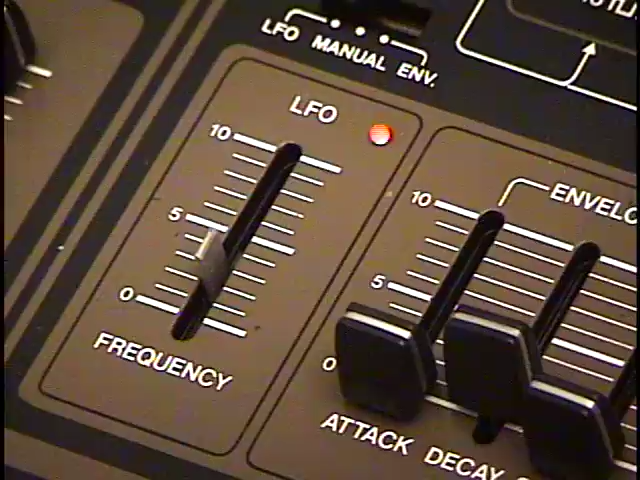 LFO MANUAL ENV.
LFO
10
5
0
FREQUENCY
ENVELO
10
5
0
ATTACK DECAY